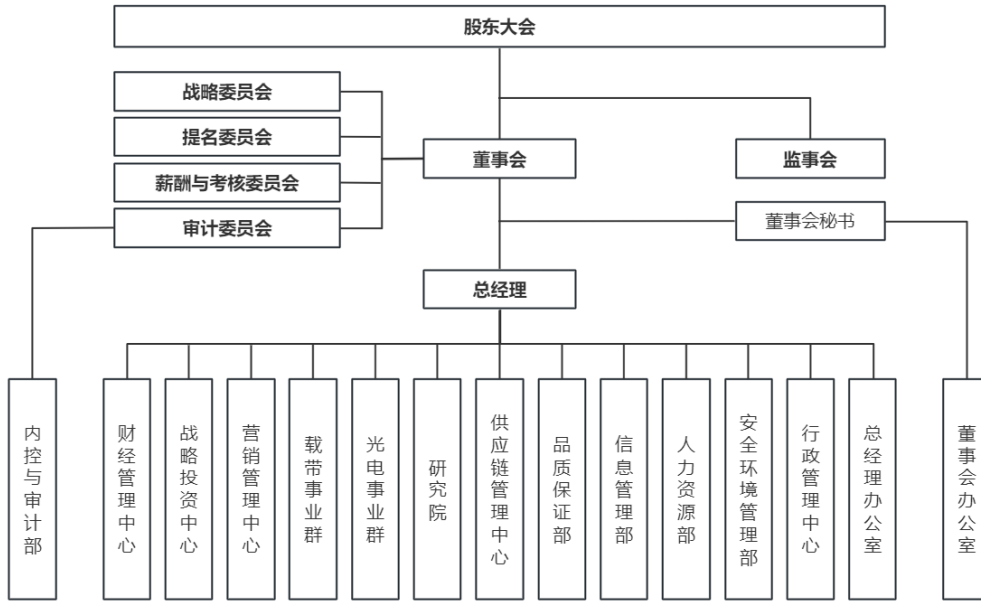 股东大会
战略委员会
提名委员会
董事会
监事会
薪酬与考核委员会
审计委员会
董事会秘书
总经理
内控与审计部
财经管理中心
战略投资中心
营销管理中心
载带事业群
光电事业群
研究院
供应链管理中心
品质保证部
信息管理部
人力资源部
安全环境管理部
行政管理中心
总经理办公室
董事会办公室